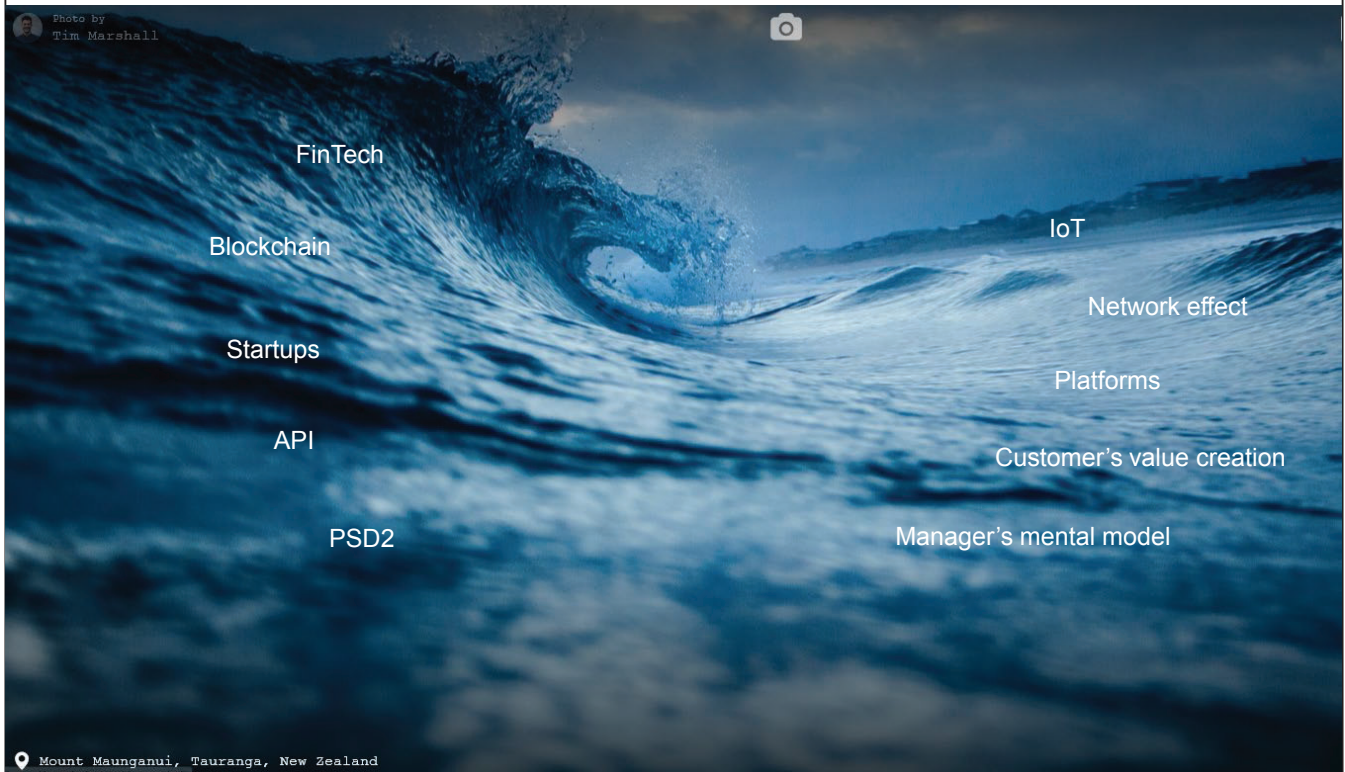 Photo by
Tim Marshall
FinTech
Blockchain
Startups
API
PSD2
IoT
Network effect
Platforms
Customer’s value creation
Manager’s mental model
Mount Maunganui, Tauranga, New Zealand